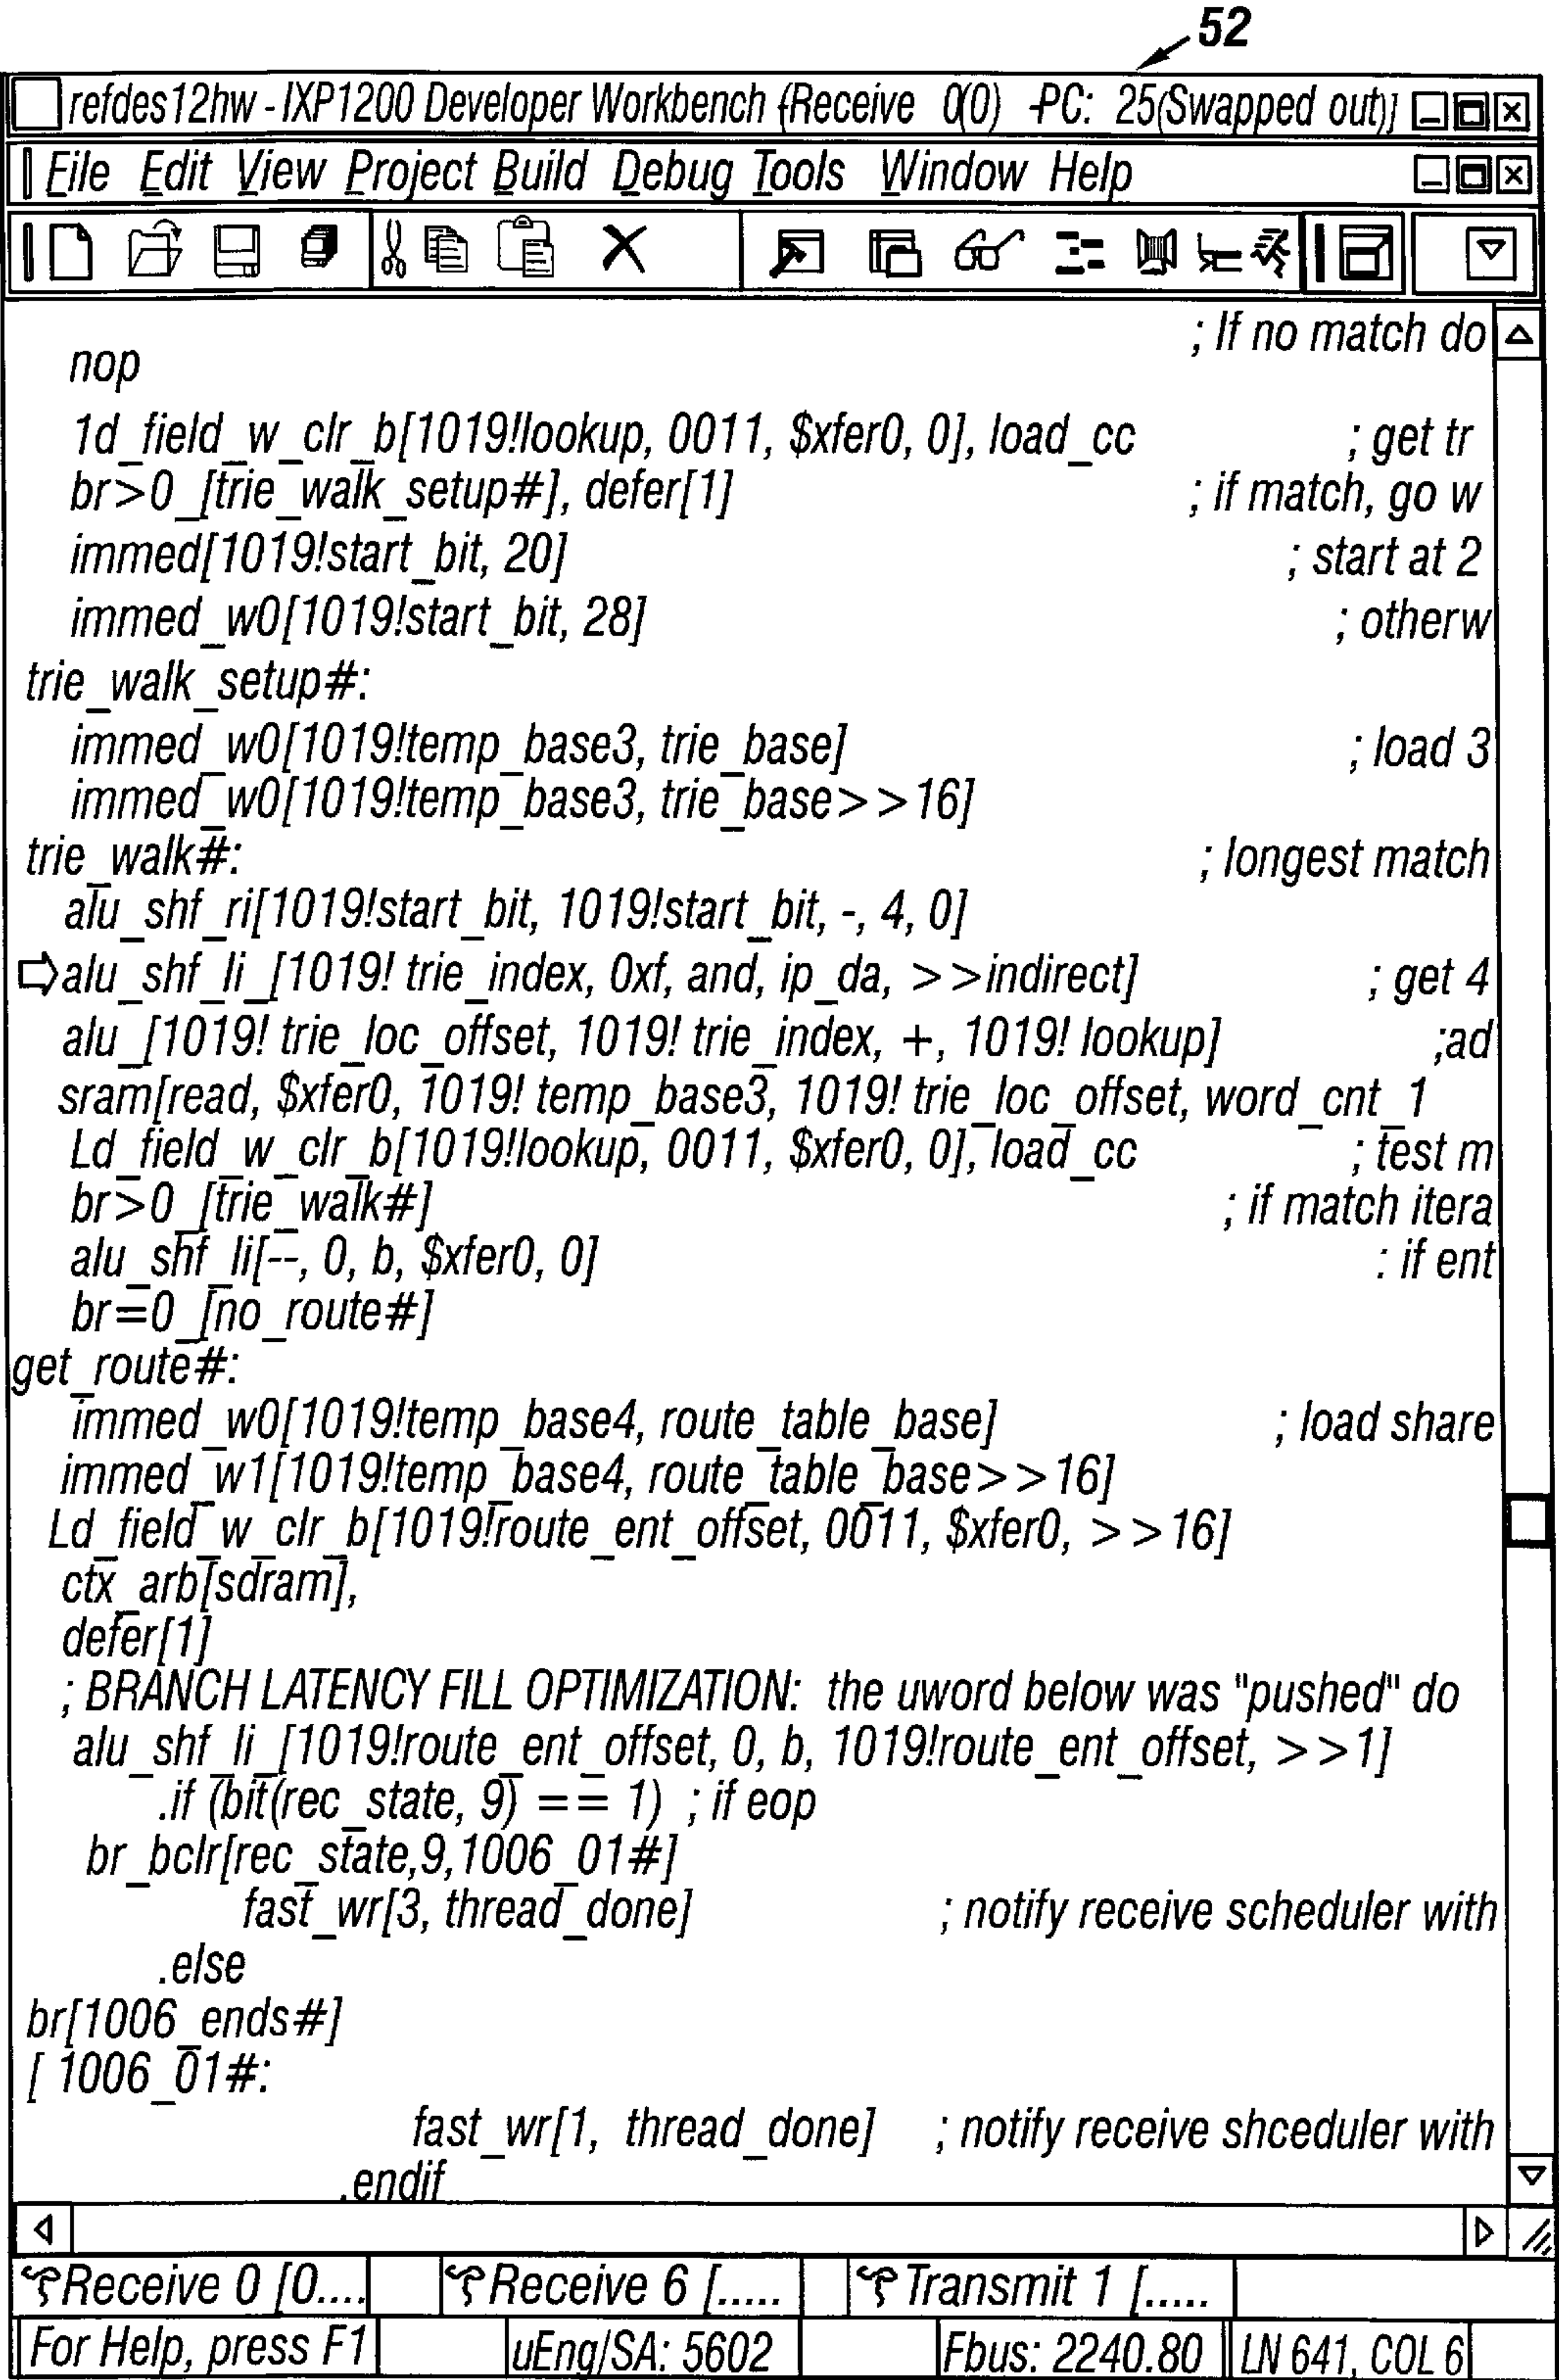 52
refdes12hw - IXP1200 Developer Workbench (Receive 0(0) -PC: 25(Swapped out)]
File Edit View Project Build Debug Tools Window Help
; If no match do
nop
1d_field_w_clr_b[1019!lookup, 0011, $xfer0, 0], load_cc ; get tr
br>0_[trie_walk_setup#], defer[1] ; if match, go w
immed[1019!start_bit, 20] ; start at 2
immed_w0[1019!start_bit, 28] ; otherw
trie_walk_setup#:
immed_w0[1019!temp_base3, trie_base] ; load 3
immed_w0[1019!temp_base3, trie_base>>16]
trie_walk#: ; longest match
alu_shf_ri[1019!start_bit, 1019!start_bit, -, 4, 0]
alu_shf_li_[1019! trie_index, 0xf, and, ip_da, >>indirect] ; get 4
alu_[1019! trie_loc_offset, 1019! trie_index, +, 1019! lookup] ;ad
sram[read, $xfer0, 1019! temp_base3, 1019! trie_loc_offset, word_cnt_1
Ld_field_w_clr_b[1019!lookup, 0011, $xfer0, 0], load_cc ; test m
br>0_[trie_walk#] ; if match itera
alu_shf_li[--, 0, b, $xfer0, 0] : if ent
br=0_[no_route#]
get_route#:
immed_w0[1019!temp_base4, route_table_base] ; load share
immed_w1[1019!temp_base4, route_table_base>>16]
Ld_field_w_clr_b[1019!route_ent_offset, 0011, $xfer0, >>16]
ctx_arb[sdram],
defer[1]
; BRANCH LATENCY FILL OPTIMIZATION: the uword below was "pushed" do
alu_shf_li_[1019!route_ent_offset, 0, b, 1019!route_ent_offset, >>1]
.if (bit(rec_state, 9) == 1) ; if eop
br_bclr[rec_state,9,1006_01#]
fast_wr[3, thread_done] ; notify receive scheduler with
.else
br[1006_ends#]
[ 1006_01#:
fast_wr[1, thread_done] ; notify receive shceduler with
.endif
Receive 0 [0.... Receive 6 [..... Transmit 1 [.....
For Help, press F1 uEng/SA: 5602 Fbus: 2240.80 LN 641, COL 6